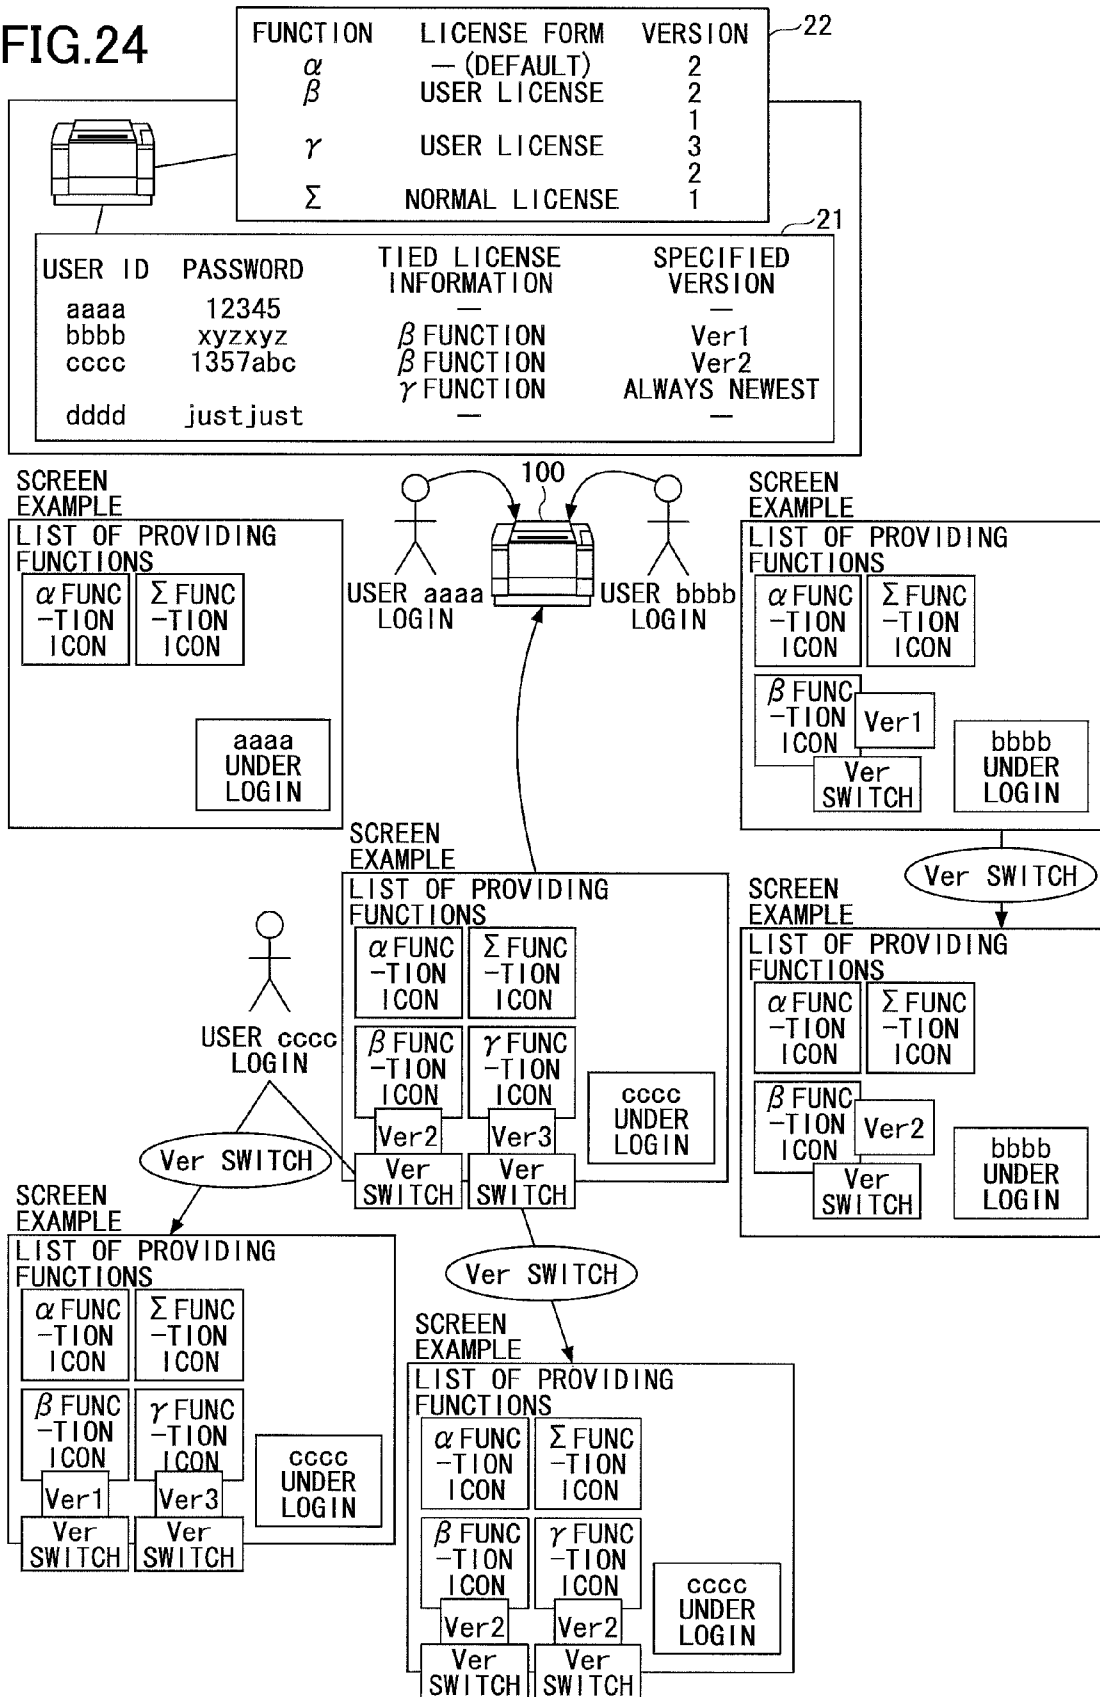 FIG.24
FUNCTION LICENSE FORM VERSION
22
α —(DEFAULT) 2
β USER LICENSE 2
1
γ USER LICENSE 3
2
Σ NORMAL LICENSE 1
21
USER ID PASSWORD TIED LICENSE INFORMATION SPECIFIED VERSION
aaaa 12345 — —
bbbb xyzxyz β FUNCTION Ver1
cccc 1357abc β FUNCTION Ver2
γ FUNCTION ALWAYS NEWEST
dddd justjust — —
SCREEN
EXAMPLE
LIST OF PROVIDING
FUNCTIONS
α FUNC
-TION
ICON
Σ FUNC
-TION
ICON
aaaa
UNDER
LOGIN
100
USER aaaa
LOGIN
USER bbbb
LOGIN
SCREEN
EXAMPLE
LIST OF PROVIDING
FUNCTIONS
α FUNC
-TION
ICON
Σ FUNC
-TION
ICON
β FUNC
-TION
ICON
Ver1
Ver
SWITCH
bbbb
UNDER
LOGIN
Ver SWITCH
SCREEN
EXAMPLE
LIST OF PROVIDING
FUNCTIONS
α FUNC
-TION
ICON
Σ FUNC
-TION
ICON
β FUNC
-TION
ICON
Ver2
Ver
SWITCH
bbbb
UNDER
LOGIN
SCREEN
EXAMPLE
LIST OF PROVIDING
FUNCTIONS
α FUNC
-TION
ICON
Σ FUNC
-TION
ICON
β FUNC
-TION
ICON
γ FUNC
-TION
ICON
Ver2
Ver3
Ver
SWITCH
Ver
SWITCH
cccc
UNDER
LOGIN
USER cccc
LOGIN
Ver SWITCH
SCREEN
EXAMPLE
LIST OF PROVIDING
FUNCTIONS
α FUNC
-TION
ICON
Σ FUNC
-TION
ICON
β FUNC
-TION
ICON
γ FUNC
-TION
ICON
Ver1
Ver3
Ver
SWITCH
Ver
SWITCH
cccc
UNDER
LOGIN
Ver SWITCH
SCREEN
EXAMPLE
LIST OF PROVIDING
FUNCTIONS
α FUNC
-TION
ICON
Σ FUNC
-TION
ICON
β FUNC
-TION
ICON
γ FUNC
-TION
ICON
Ver2
Ver2
Ver
SWITCH
Ver
SWITCH
cccc
UNDER
LOGIN